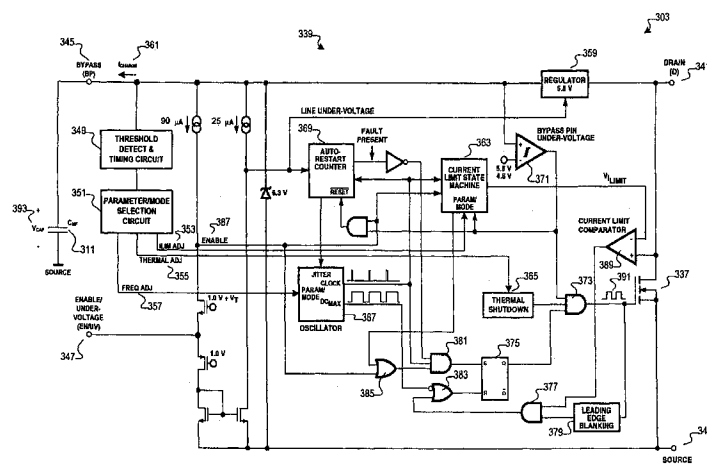 303
339
345
BYPASS
(BP)
I CHARGE
361
359
REGULATOR
5.8 V
DRAIN
(D)
341
90 μA
25 μA
LINE UNDER-VOLTAGE
349
THRESHOLD
DETECT &
TIMING CIRCUIT
369
AUTO-
RESTART
COUNTER
RESET
FAULT
PRESENT
363
CURRENT
LIMIT STATE
MACHINE
PARAM/
MODE
BYPASS PIN
UNDER-VOLTAGE
5.8 V
4.8 V
371
VILIMIT
351
PARAMETER/MODE
SELECTION
CIRCUIT
353
387
6.3 V
393
+
VCAP
-
311
SOURCE
ILIM ADJ
ENABLE
THERMAL ADJ
355
FREQ ADJ
357
CURRENT LIMIT
COMPARATOR
389
391
337
365
THERMAL
SHUTDOWN
373
JITTER
CLOCK
PARAM/
MODE
DCMAX
OSCILLATOR
367
1.0 V + VT
ENABLE/
UNDER-
VOLTAGE
(EN/UV)
347
1.0 V
381
385
383
375
S Q
R Q
377
LEADING
EDGE
BLANKING
379
SOURCE